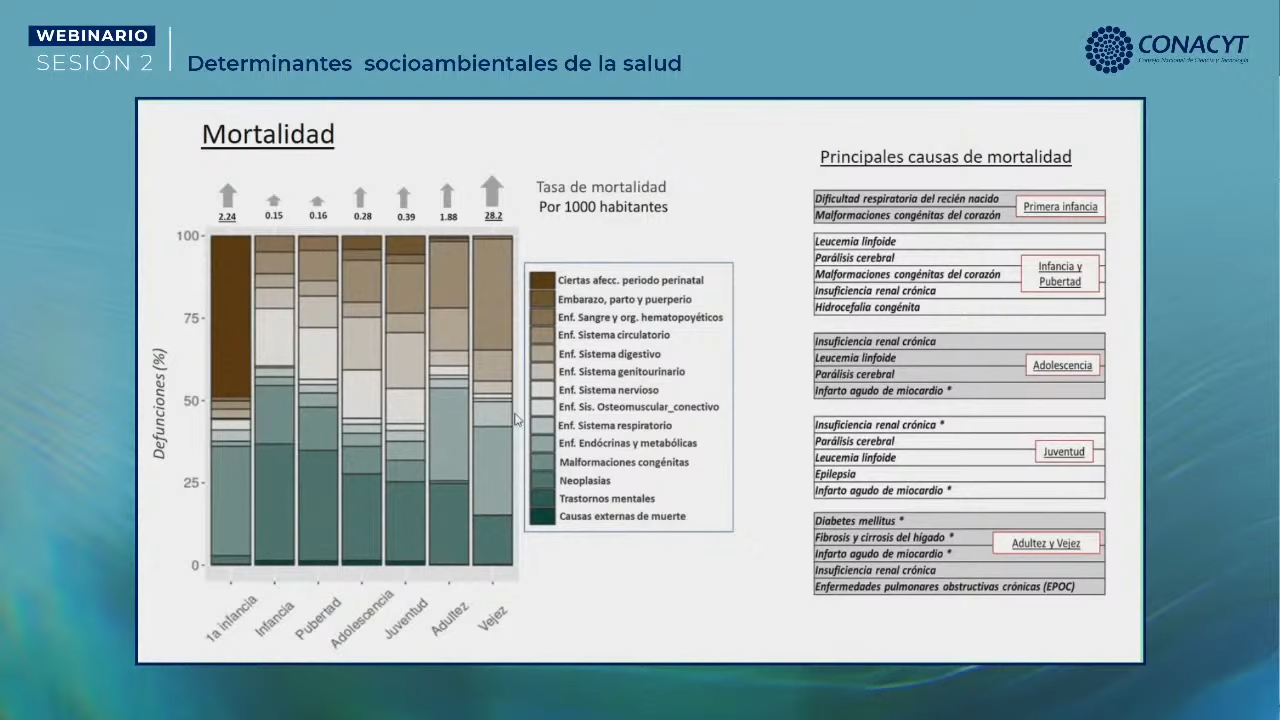 WEBINARIO
SESIÓN 2
Determinantes socioambientales de la salud
CONACYT
Consejo Nacional de Ciencia y Tecnología
Mortalidad
Tasa de mortalidad
Por 1000 habitantes
2.24 0.15 0.16 0.28 0.39 1.88 28.2
Defunciones (%)
100
75
50
25
0
1a infancia
Infancia
Pubertad
Adolescencia
Juventud
Adultez
Vejez
Ciertas afecc. periodo perinatal
Embarazo, parto y puerperio
Enf. Sangre y org. hematopoyéticos
Enf. Sistema circulatorio
Enf. Sistema digestivo
Enf. Sistema genitourinario
Enf. Sistema nervioso
Enf. Sis. Osteomuscular_conectivo
Enf. Sistema respiratorio
Enf. Endócrinas y metabólicas
Malformaciones congénitas
Neoplasias
Trastornos mentales
Causas externas de muerte
Principales causas de mortalidad
Dificultad respiratoria del recién nacido
Malformaciones congénitas del corazón
Primera infancia
Leucemia linfoide
Parálisis cerebral
Malformaciones congénitas del corazón
Insuficiencia renal crónica
Hidrocefalia congénita
Infancia y
Pubertad
Insuficiencia renal crónica
Leucemia linfoide
Parálisis cerebral
Infarto agudo de miocardio *
Adolescencia
Insuficiencia renal crónica *
Parálisis cerebral
Leucemia linfoide
Epilepsia
Infarto agudo de miocardio *
Juventud
Diabetes mellitus *
Fibrosis y cirrosis del hígado *
Infarto agudo de miocardio *
Insuficiencia renal crónica
Enfermedades pulmonares obstructivas crónicas (EPOC)
Adultez y Vejez